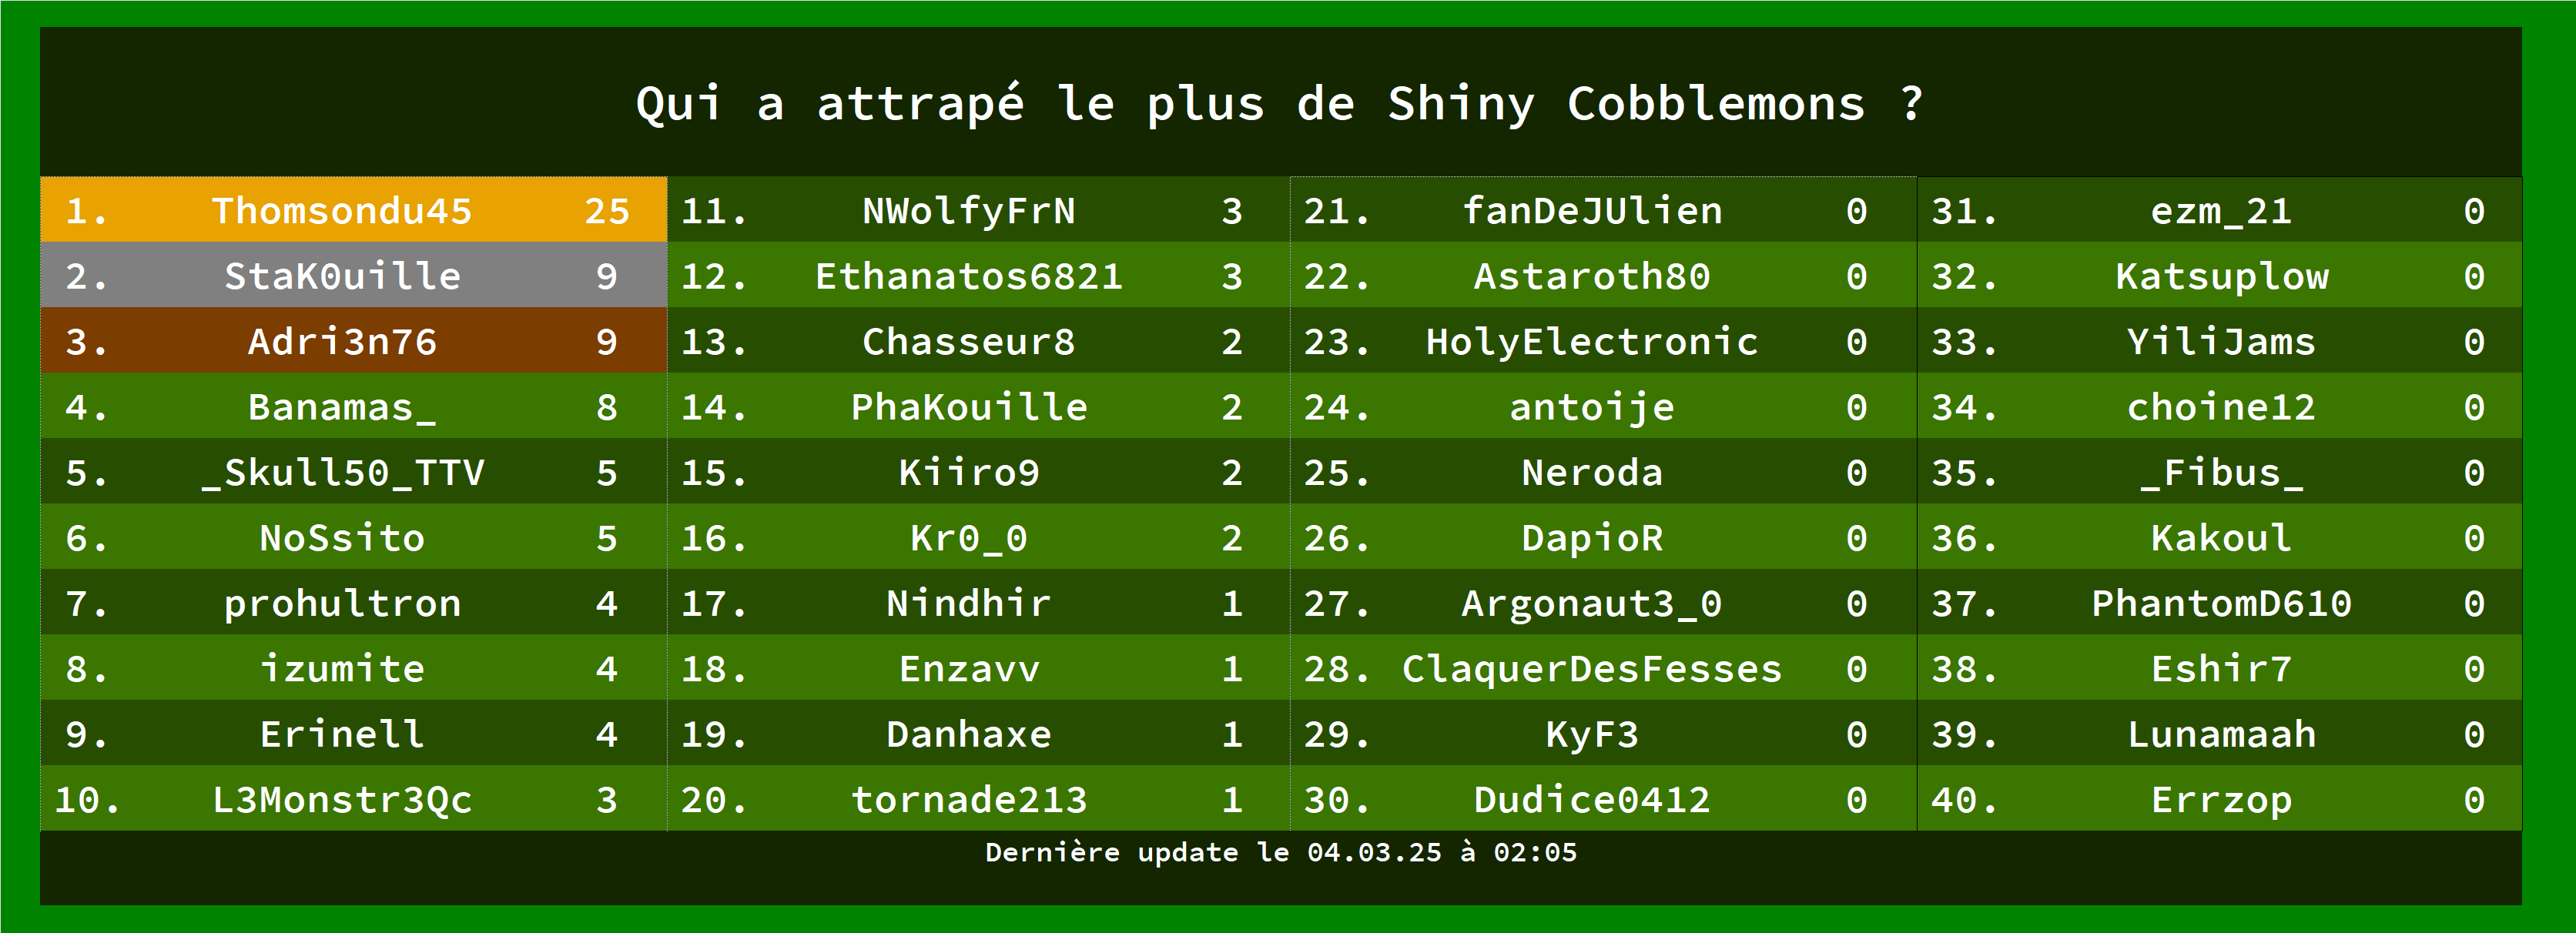 Qui a attrapé le plus de Shiny Cobblemons ?
1. Thomsondu45 25
2. StaK0uille 9
3. Adri3n76 9
4. Banamas_ 8
5. _Skull50_TTV 5
6. NoSsito 5
7. prohultron 4
8. izumite 4
9. Erinell 4
10. L3Monstr3Qc 3
11. NWolfyFrN 3
12. Ethanatos6821 3
13. Chasseur8 2
14. PhaKouille 2
15. Kiiro9 2
16. Kr0_0 2
17. Nindhir 1
18. Enzavv 1
19. Danhaxe 1
20. tornade213 1
21. fanDeJUlien 0
22. Astaroth80 0
23. HolyElectronic 0
24. antoije 0
25. Neroda 0
26. DapioR 0
27. Argonaut3_0 0
28. ClaquerDesFesses 0
29. KyF3 0
30. Dudice0412 0
31. ezm_21 0
32. Katsuplow 0
33. YiliJams 0
34. choine12 0
35. _Fibus_ 0
36. Kakoul 0
37. PhantomD610 0
38. Eshir7 0
39. Lunamaah 0
40. Errzop 0
Dernière update le 04.03.25 à 02:05